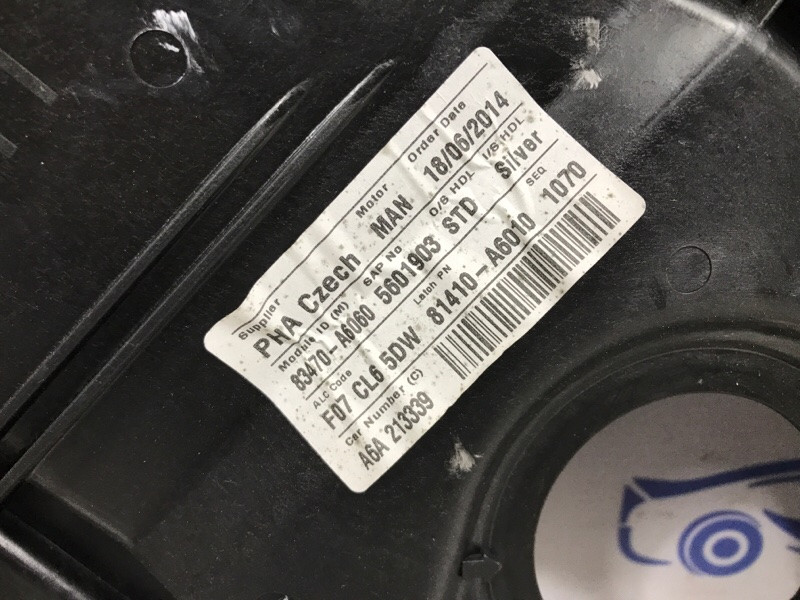 Supplier Motor Order Date
PHA Czech MAN 18/06/2014
Module ID (M) SAP No O/S HDL I/S HDL
83470-A6060 5601903 STD Silver
ALC Code Latch PN SEQ
F07 CL6 5DW 81410-A6010 1070
Car Number (C)
A6A 213339